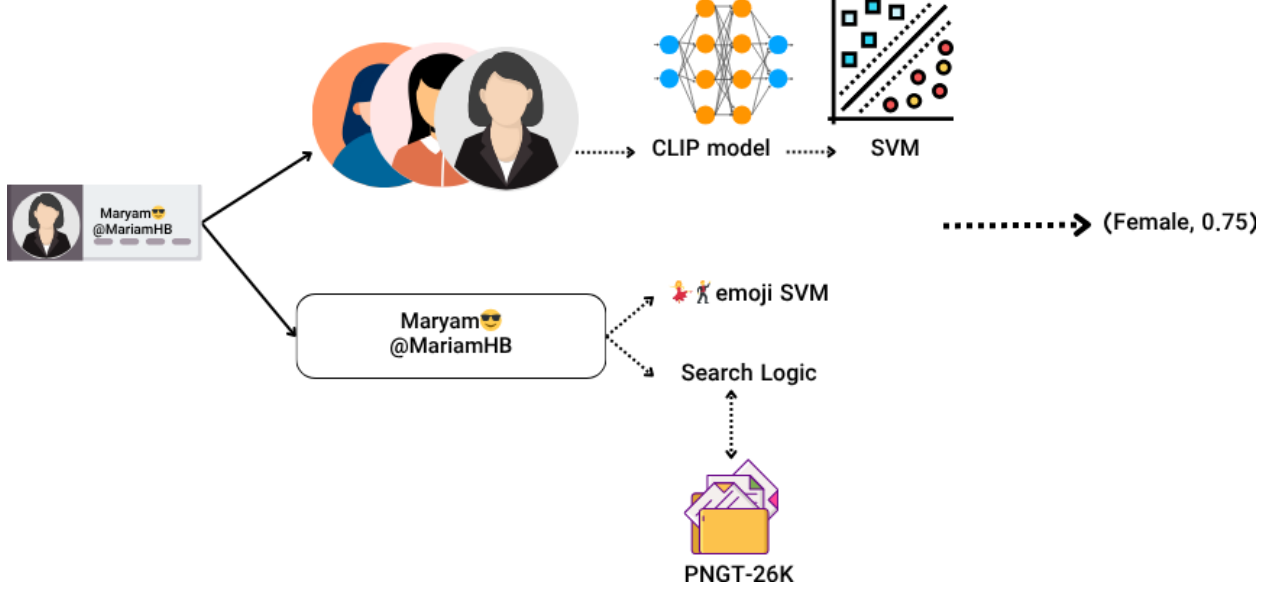 Maryam😎
@MariamHB
CLIP model
SVM
(Female, 0.75)
Maryam😎
@MariamHB
💃🕺emoji SVM
Search Logic
PNGT-26K